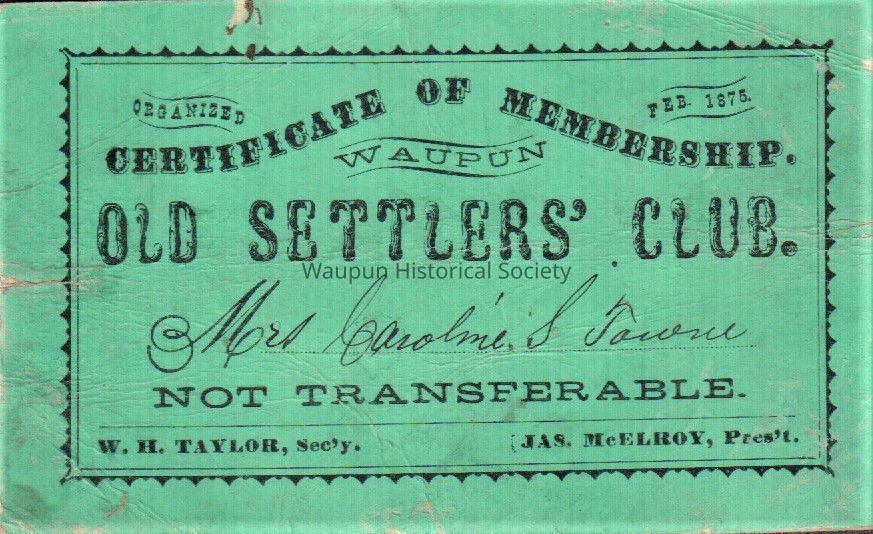 CERTIFICATE OF MEMBERSHIP.
ORGANIZED
FEB. 1875.
WAUPUN
OLD SETTLERS' CLUB.
Waupun Historical Society
Mrs Caroline S Towne
NOT TRANSFERABLE.
W. H. TAYLOR, Sec'y.
JAS. McELROY, Pres't.